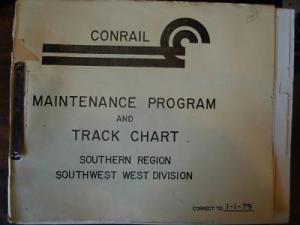 CONRAIL
MAINTENANCE PROGRAM
AND
TRACK CHART
SOUTHERN REGION
SOUTHWEST WEST DIVISION
CORRECT TO 1-1-79